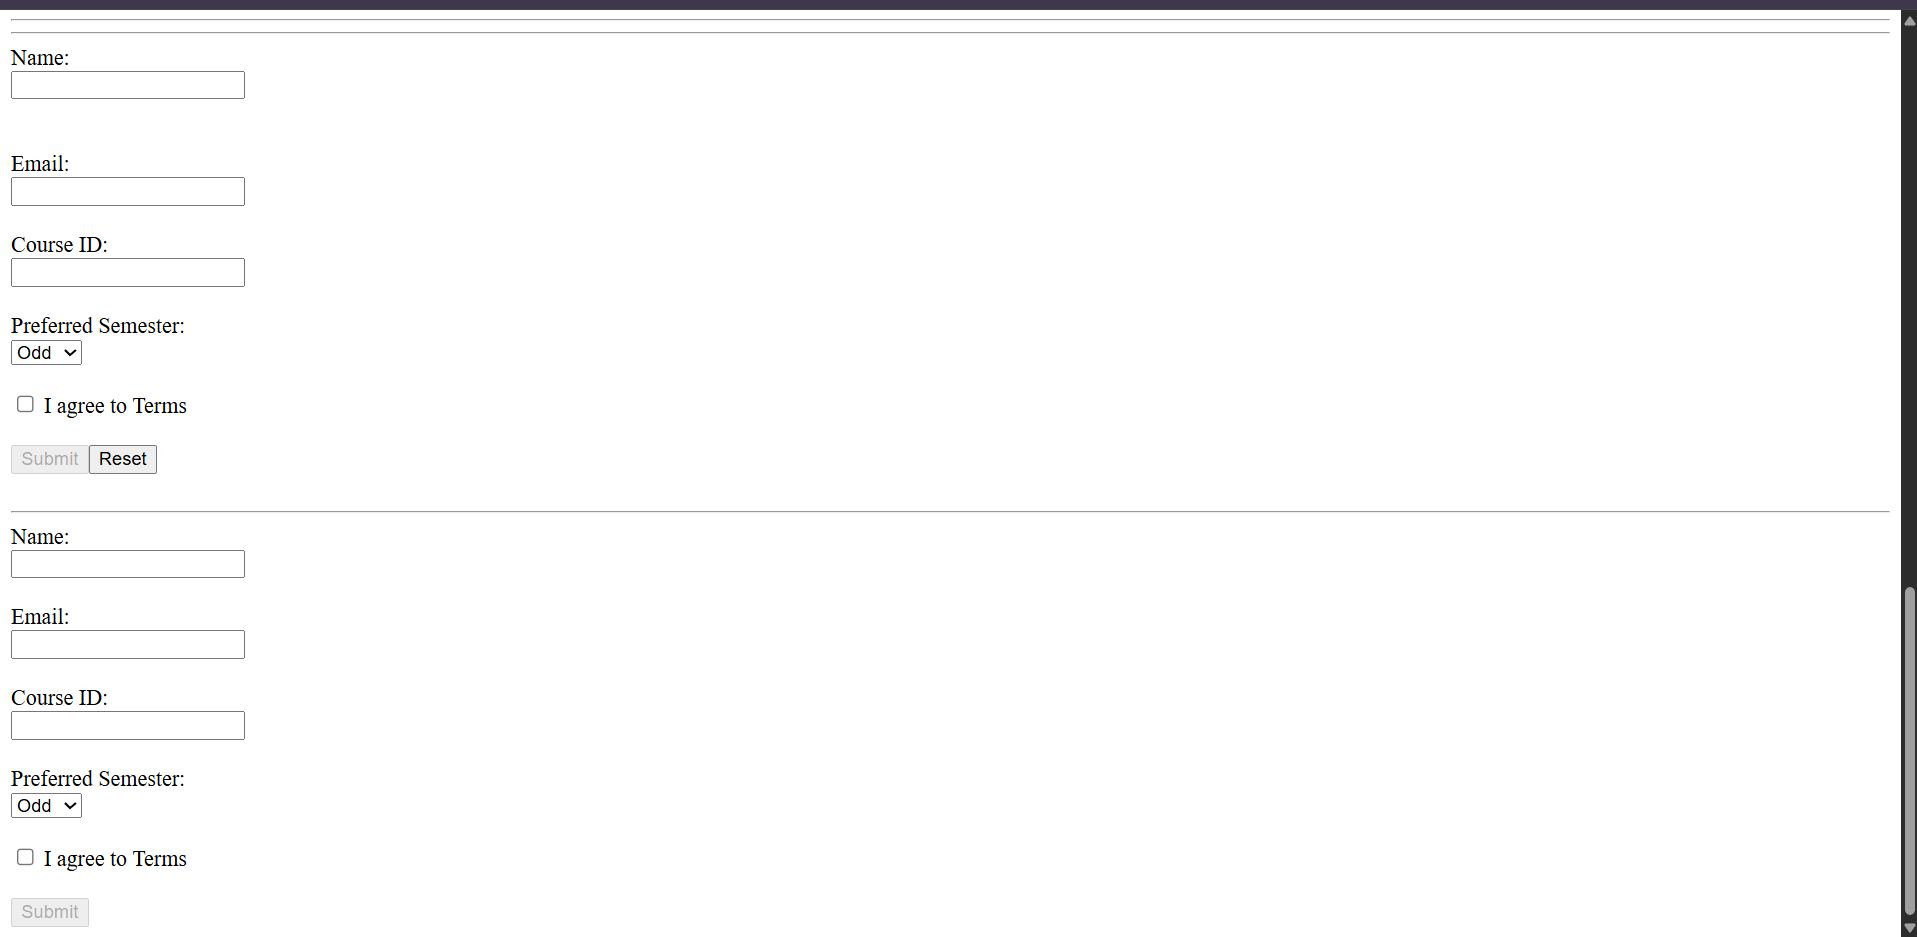 Name:
Email:
Course ID:
Preferred Semester:
Odd
I agree to Terms
Submit Reset
Name:
Email:
Course ID:
Preferred Semester:
Odd
I agree to Terms
Submit